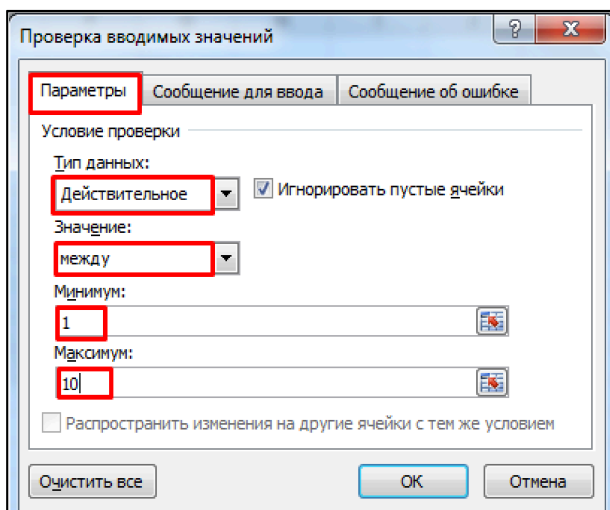 Проверка вводимых значений
Параметры Сообщение для ввода Сообщение об ошибке
Условие проверки
Тип данных:
Действительное Игнорировать пустые ячейки
Значение:
между
Минимум:
1
Максимум:
10
Распространить изменения на другие ячейки с тем же условием
Очистить все ОК Отмена